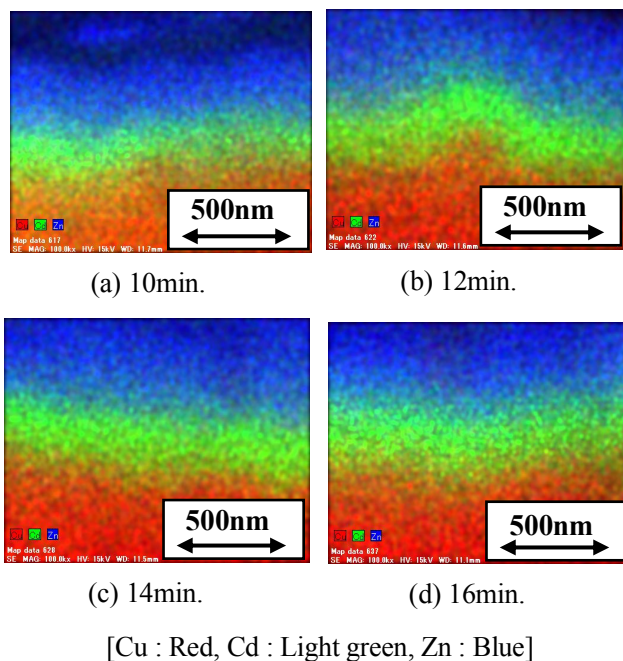 500nm
Cu Cd Zn
Map data 617
SE MAG: 100.0kx HV: 15kV WD: 11.7mm
(a) 10min.
500nm
Cu Cd Zn
Map data 622
SE MAG: 100.0kx HV: 15kV WD: 11.6mm
(b) 12min.
500nm
Cu Cd Zn
Map data 628
SE MAG: 100.0kx HV: 15kV WD: 11.5mm
(c) 14min.
500nm
Cu Cd Zn
Map data 637
SE MAG: 100.0kx HV: 15kV WD: 11.1mm
(d) 16min.
[Cu : Red, Cd : Light green, Zn : Blue]